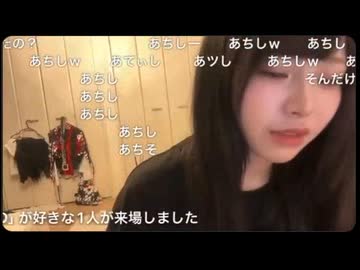 たの？ あちしー あちしｗ あちし
あちしｗ あてぃし あツし あちしｗ あ
あちし そんだけ
あちし
あちし
あちし
あちそ
」が好きな1人が来場しました